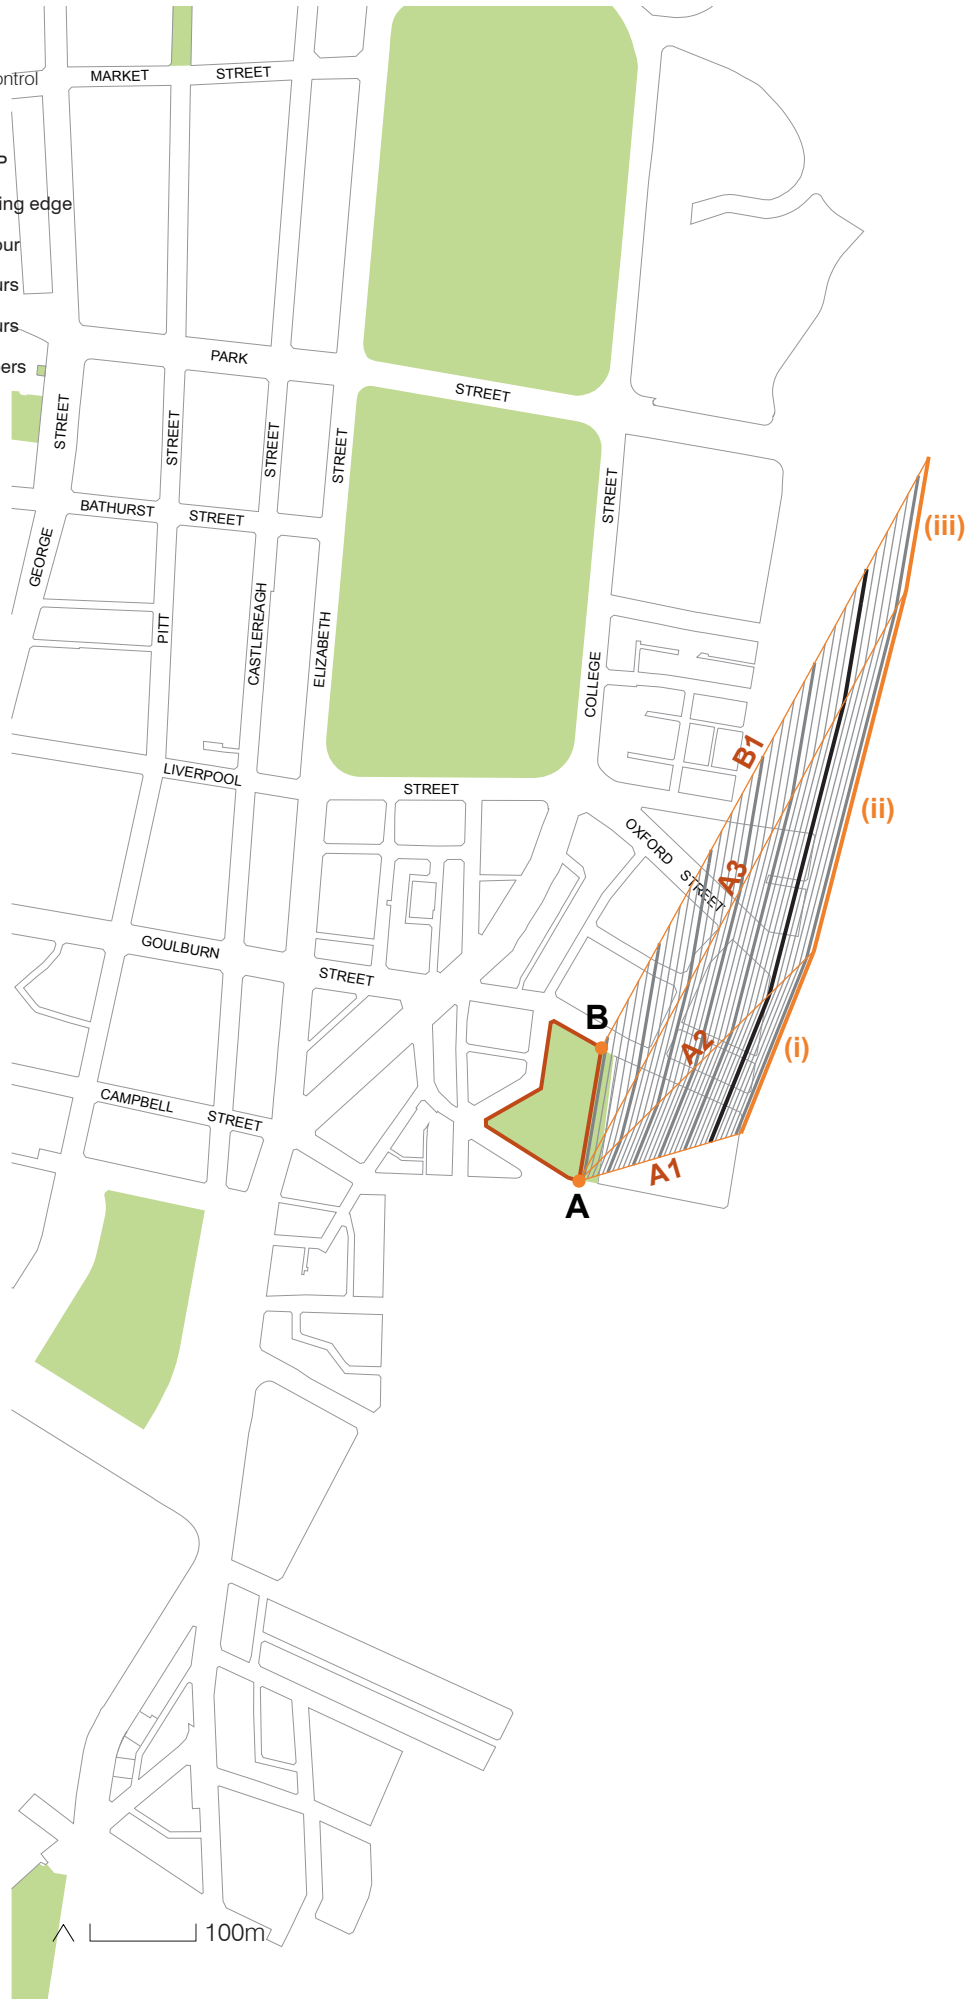 MARKET STREET
ontrol
P
ing edge
our
urs
urs
ers
PARK
STREET
STREET
STREET
STREET
STREET
STREET
BATHURST
STREET
(iii)
GEORGE
PITT
CASTLEREAGH
ELIZABETH
COLLEGE
B1
LIVERPOOL
STREET
(ii)
OXFORD
STREET
A3
GOULBURN
STREET
B
A2
(i)
CAMPBELL
STREET
A1
A
100m